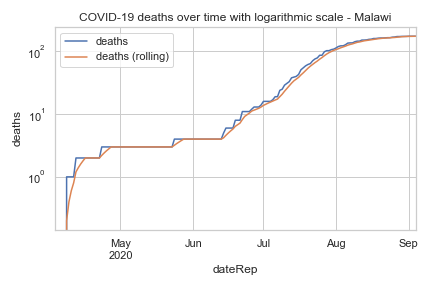 COVID-19 deaths over time with logarithmic scale - Malawi
deaths
deaths (rolling)
10²
10¹
10⁰
deaths
May
2020
Jun
Jul
Aug
Sep
dateRep